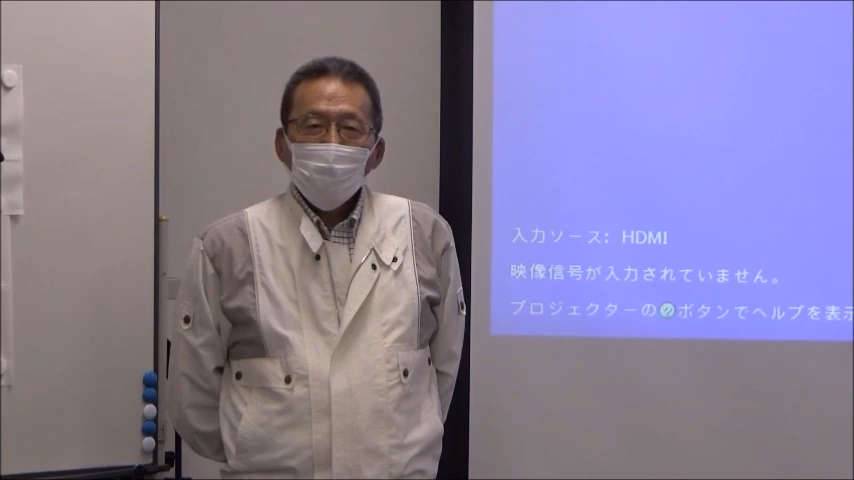 入力ソース: HDMI
映像信号が入力されていません。
プロジェクターの?ボタンでヘルプを表示